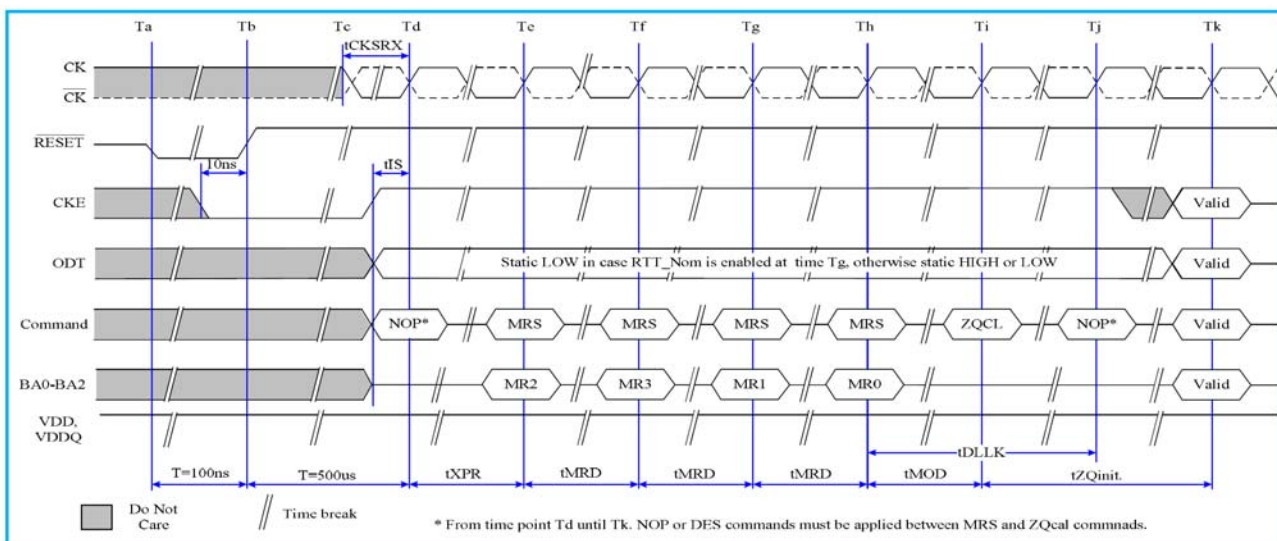 Ta Tb Tc Td Te Tf Tg Th Ti Tj Tk
tCKSRX
CK
CK
RESET
10ns
tIS
CKE
Valid
ODT
Static LOW in case RTT_Nom is enabled at time Tg, otherwise static HIGH or LOW
Valid
Command
NOP* MRS MRS MRS MRS ZQCL NOP* Valid
BA0-BA2
MR2 MR3 MR1 MR0 Valid
VDD,
VDDQ
tDLLK
T=100ns T=500us tXPR tMRD tMRD tMRD tMOD tZQinit.
Do Not
Care
Time break
* From time point Td until Tk. NOP or DES commands must be applied between MRS and ZQcal commnads.